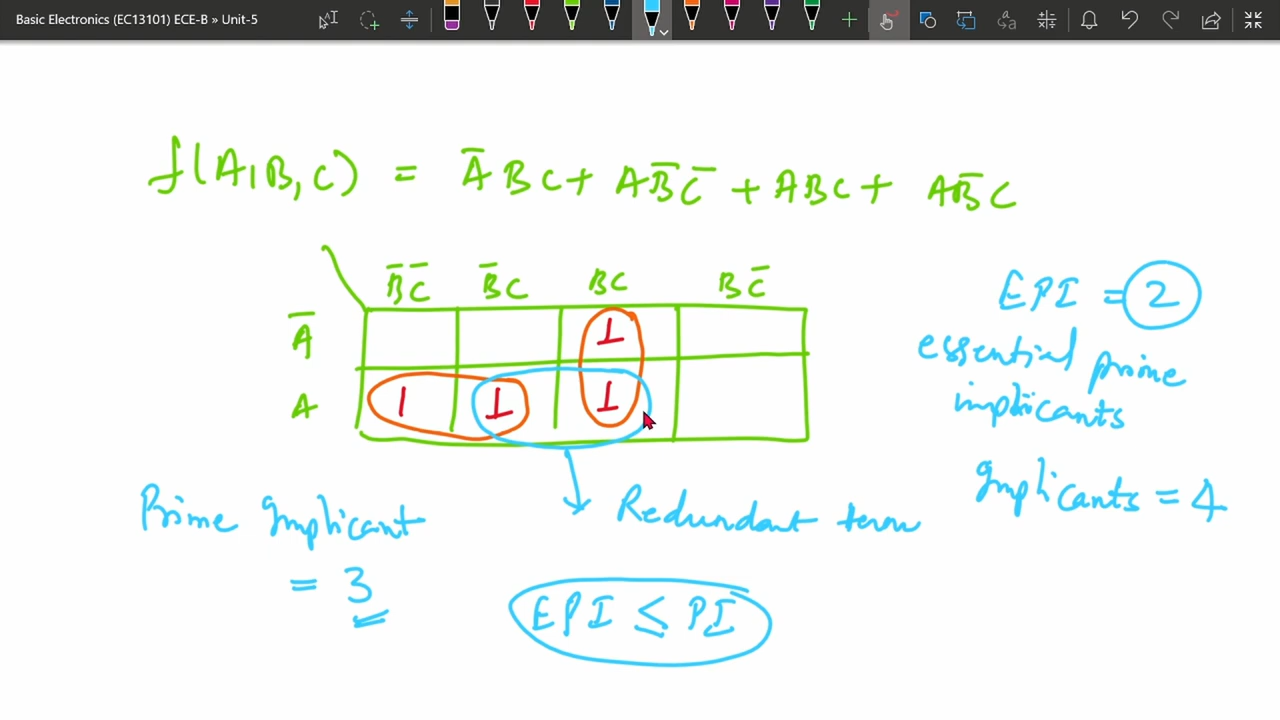 Basic Electronics (EC13101) ECE-B » Unit-5
f(A,B,C) = A̅BC + AB̅C̅ + ABC + AB̅C
B̅C̅ B̅C BC BC̅
A̅ 1
A 1 1 1
EPI = 2
essential prime
implicants
Implicants = 4
Prime Implicant
= 3
Redundant term
EPI ≤ PI